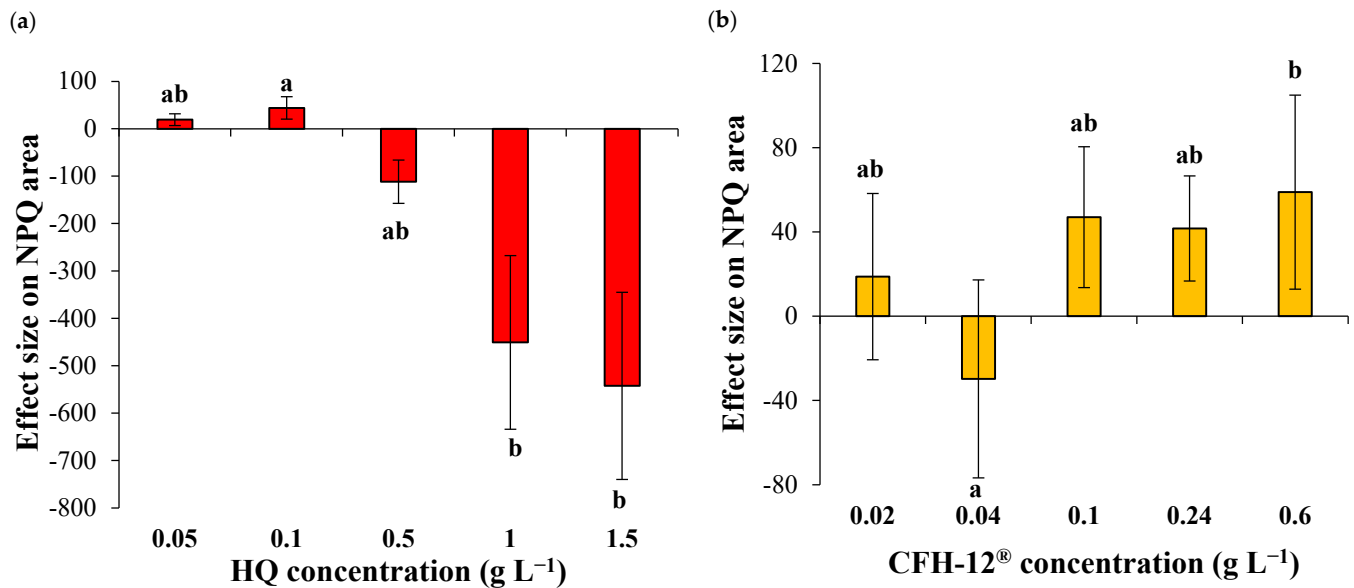 (a)
Effect size on NPQ area
100
0
-100
-200
-300
-400
-500
-600
-700
-800
ab
a
ab
b
b
0.05 0.1 0.5 1 1.5
HQ concentration (g L⁻¹)
(b)
Effect size on NPQ area
120
80
40
0
-40
-80
ab
a
ab
ab
b
0.02 0.04 0.1 0.24 0.6
CFH-12® concentration (g L⁻¹)